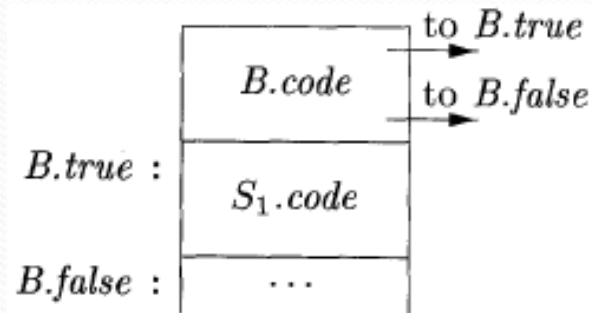 to B.true
B.code
to B.false
B.true :
S₁.code
B.false :
...